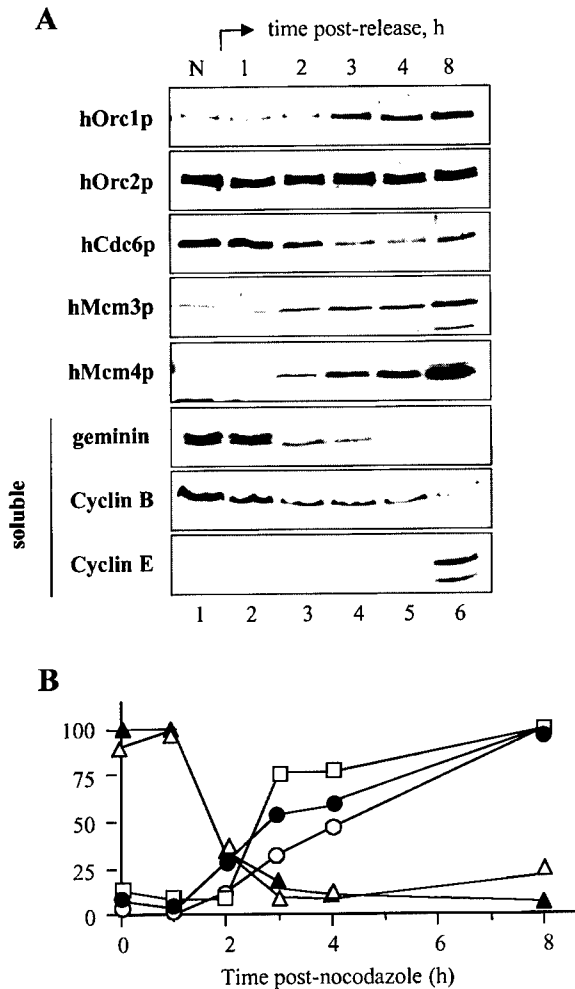 A
time post-release, h
N 1 2 3 4 8
hOrc1p
hOrc2p
hCdc6p
hMcm3p
hMcm4p
geminin
Cyclin B
Cyclin E
soluble
1 2 3 4 5 6
B
100
75
50
25
0
0 2 4 6 8
Time post-nocodazole (h)